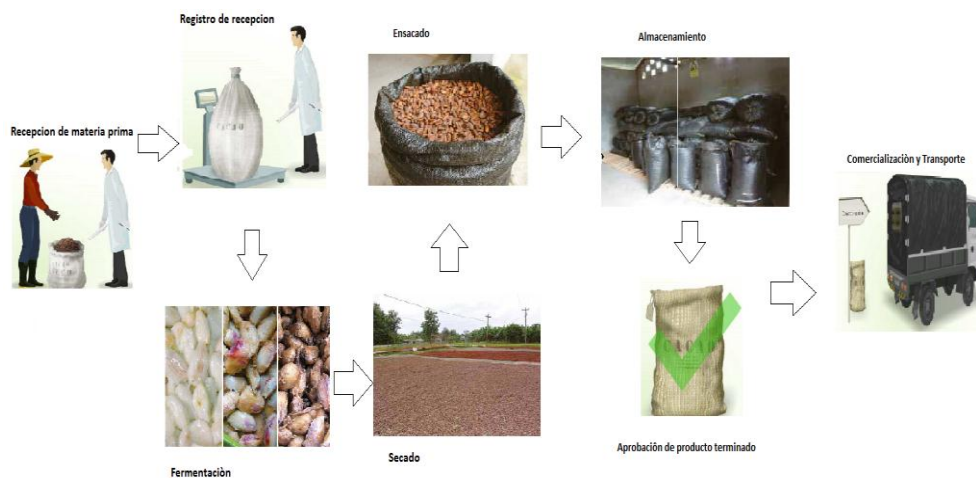 Registro de recepcion
Ensacado
Almacenamiento
Recepcion de materia prima
Comercializaciòn y Transporte
CACAO
Secado
Aprobación de producto terminado
Fermentaciòn